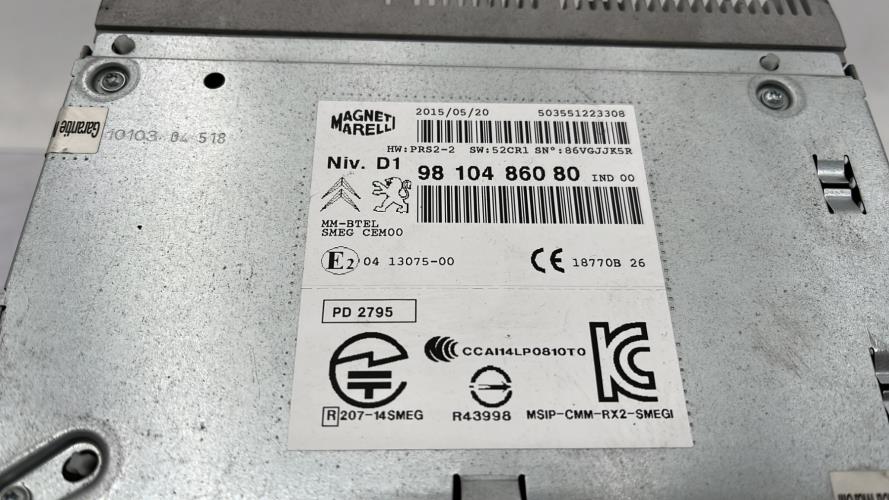 MAGNETI MARELLI
2015/05/20 503551223308
HW:PRS2-2 SW:52CR1 SN°:86VGJJK5R
Niv. D1
98 104 860 80 IND 00
MM-BTEL
SMEG CEM00
E2 04 13075-00
CE 18770B 26
PD 2795
CCAI14LP0810T0
R 207-14SMEG
R43998
MSIP-CMM-RX2-SMEGI
Garantie
10103 04 518